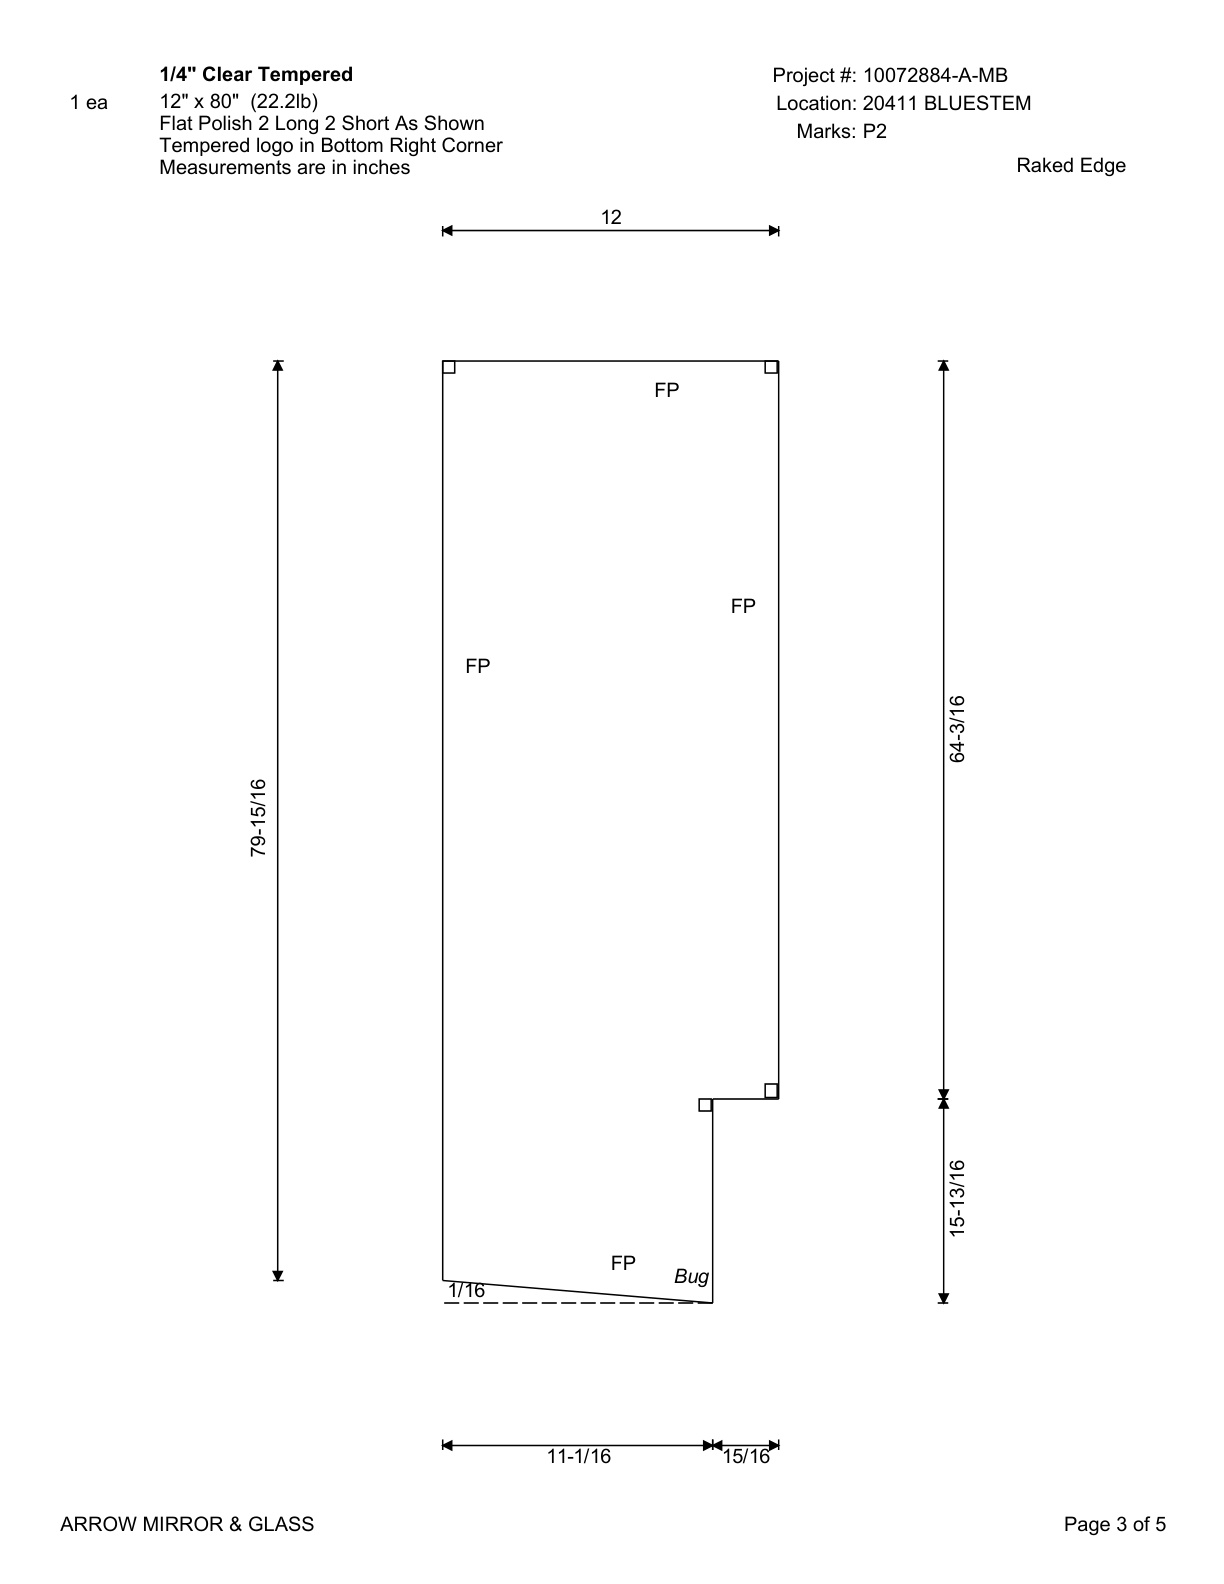 1/4" Clear Tempered
1 ea
12" x 80"  (22.2lb)
Flat Polish 2 Long 2 Short As Shown
Tempered logo in Bottom Right Corner
Measurements are in inches
Project #: 10072884-A-MB
Location: 20411 BLUESTEM
Marks: P2
Raked Edge
12
FP
FP
FP
64-3/16
79-15/16
15-13/16
FP
Bug
1/16
11-1/16
15/16
ARROW MIRROR & GLASS
Page 3 of 5